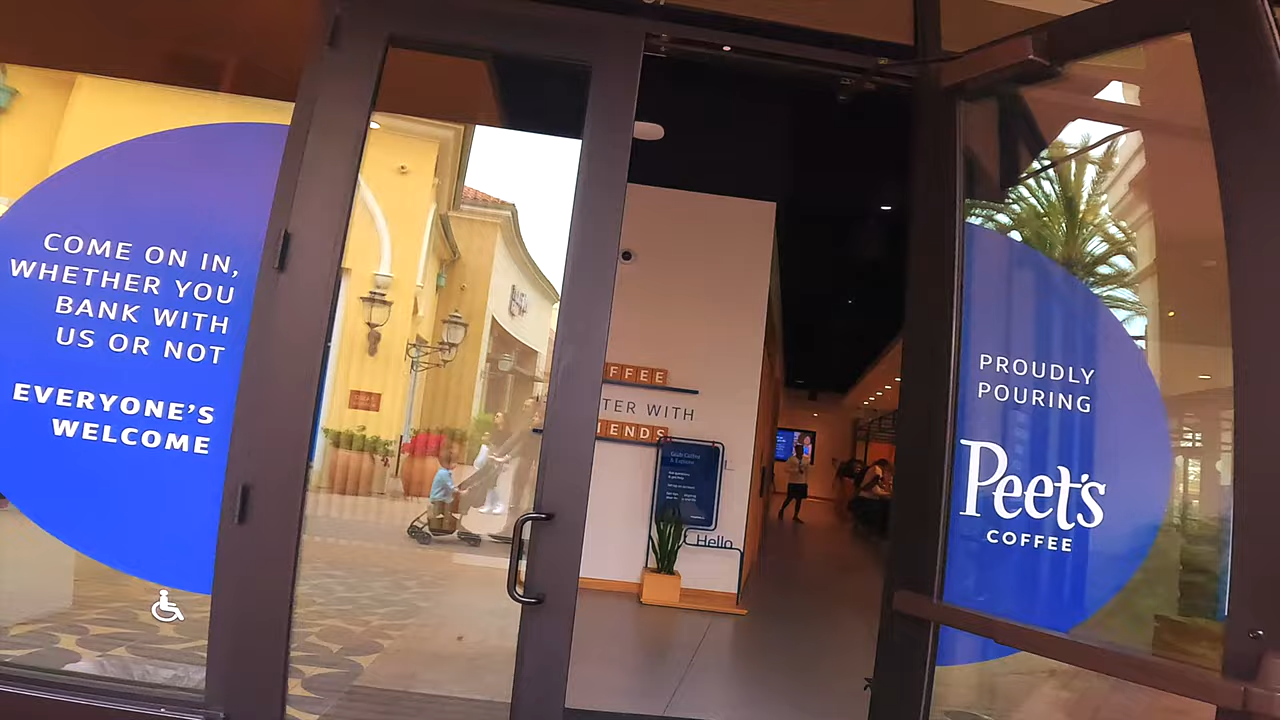 COME ON IN,
WHETHER YOU
BANK WITH
US OR NOT
EVERYONE'S
WELCOME
FFEE
TER WITH
IENDS
Hello
PROUDLY
POURING
Peet's
COFFEE